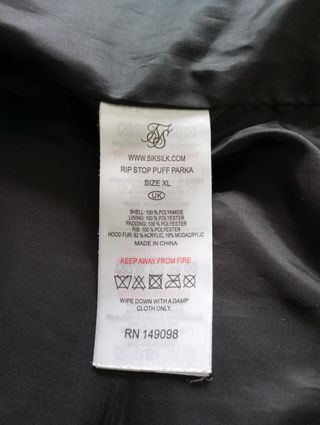 WWW.SIKSILK.COM
RIP STOP PUFF PARKA
SIZE XL
UK
SHELL: 100% POLYAMIDE
LINING: 100% POLYESTER
PADDING: 100% POLYESTER
RIB: 100% POLYESTER
HOOD FUR: 82% ACRYLIC, 18% MODACRYLIC
MADE IN CHINA
KEEP AWAY FROM FIRE
WIPE DOWN WITH A DAMP
CLOTH ONLY.
RN 149098